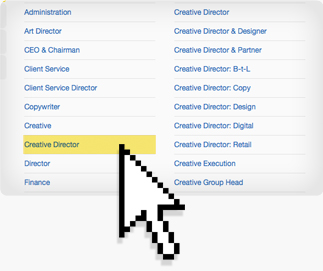 Administration
Art Director
CEO & Chairman
Client Service
Client Service Director
Copywriter
Creative
Creative Director
Director
Finance
Creative Director
Creative Director & Designer
Creative Director & Partner
Creative Director: B-t-L
Creative Director: Copy
Creative Director: Design
Creative Director: Digital
Creative Director: Retail
Creative Execution
Creative Group Head